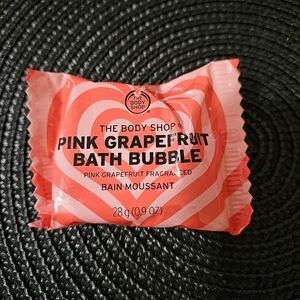 THE
BODY
SHOP
THE BODY SHOP®
PINK GRAPEFRUIT
BATH BUBBLE
PINK GRAPEFRUIT FRAGRANCED
BAIN MOUSSANT
28 g (0.9 OZ)